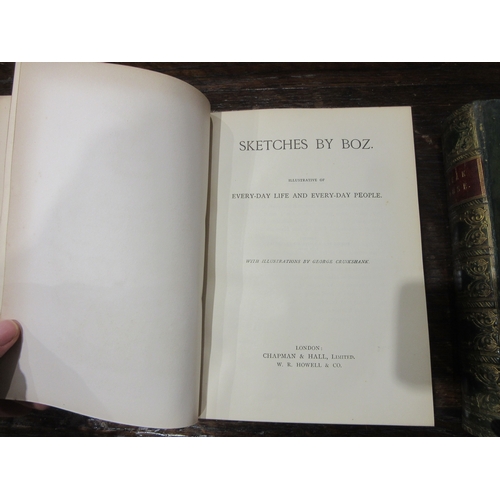 SKETCHES BY BOZ.
ILLUSTRATIVE OF
EVERY-DAY LIFE AND EVERY-DAY PEOPLE.
WITH ILLUSTRATIONS BY GEORGE CRUIKSHANK
LONDON:
CHAPMAN & HALL, LIMITED.
W. R. HOWELL & CO.